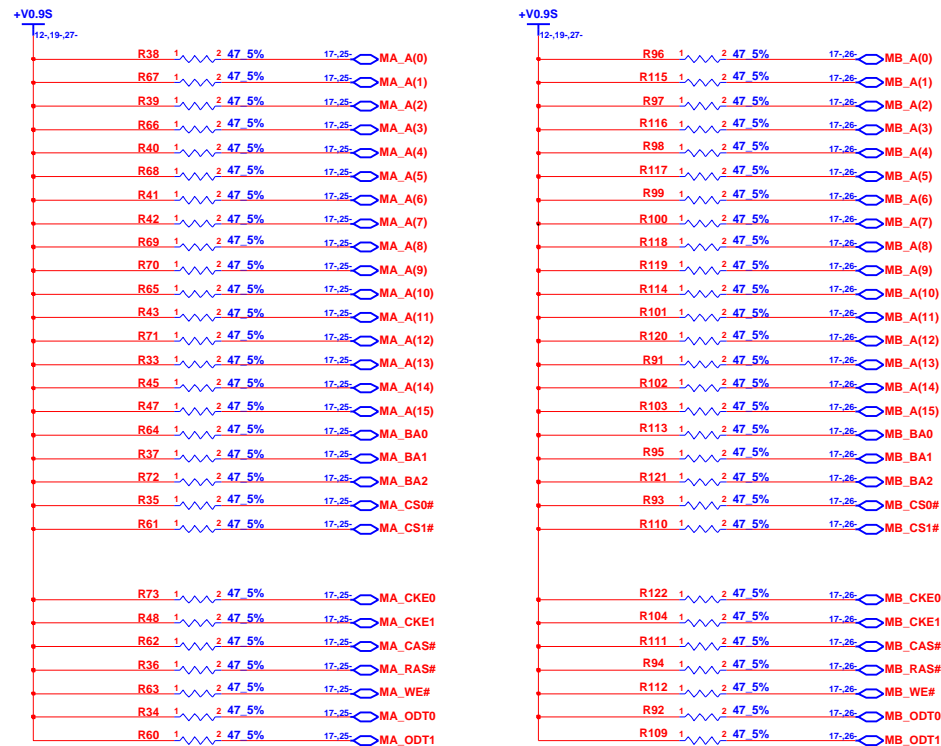 +V0.9S
12-,19-,27-
R38 1 2 47_5% 17-,25- MA_A(0)
R67 1 2 47_5% 17-,25- MA_A(1)
R39 1 2 47_5% 17-,25- MA_A(2)
R66 1 2 47_5% 17-,25- MA_A(3)
R40 1 2 47_5% 17-,25- MA_A(4)
R68 1 2 47_5% 17-,25- MA_A(5)
R41 1 2 47_5% 17-,25- MA_A(6)
R42 1 2 47_5% 17-,25- MA_A(7)
R69 1 2 47_5% 17-,25- MA_A(8)
R70 1 2 47_5% 17-,25- MA_A(9)
R65 1 2 47_5% 17-,25- MA_A(10)
R43 1 2 47_5% 17-,25- MA_A(11)
R71 1 2 47_5% 17-,25- MA_A(12)
R33 1 2 47_5% 17-,25- MA_A(13)
R45 1 2 47_5% 17-,25- MA_A(14)
R47 1 2 47_5% 17-,25- MA_A(15)
R64 1 2 47_5% 17-,25- MA_BA0
R37 1 2 47_5% 17-,25- MA_BA1
R72 1 2 47_5% 17-,25- MA_BA2
R35 1 2 47_5% 17-,25- MA_CS0#
R61 1 2 47_5% 17-,25- MA_CS1#
R73 1 2 47_5% 17-,25- MA_CKE0
R48 1 2 47_5% 17-,25- MA_CKE1
R62 1 2 47_5% 17-,25- MA_CAS#
R36 1 2 47_5% 17-,25- MA_RAS#
R63 1 2 47_5% 17-,25- MA_WE#
R34 1 2 47_5% 17-,25- MA_ODT0
R60 1 2 47_5% 17-,25- MA_ODT1
+V0.9S
12-,19-,27-
R96 1 2 47_5% 17-,26- MB_A(0)
R115 1 2 47_5% 17-,26- MB_A(1)
R97 1 2 47_5% 17-,26- MB_A(2)
R116 1 2 47_5% 17-,26- MB_A(3)
R98 1 2 47_5% 17-,26- MB_A(4)
R117 1 2 47_5% 17-,26- MB_A(5)
R99 1 2 47_5% 17-,26- MB_A(6)
R100 1 2 47_5% 17-,26- MB_A(7)
R118 1 2 47_5% 17-,26- MB_A(8)
R119 1 2 47_5% 17-,26- MB_A(9)
R114 1 2 47_5% 17-,26- MB_A(10)
R101 1 2 47_5% 17-,26- MB_A(11)
R120 1 2 47_5% 17-,26- MB_A(12)
R91 1 2 47_5% 17-,26- MB_A(13)
R102 1 2 47_5% 17-,26- MB_A(14)
R103 1 2 47_5% 17-,26- MB_A(15)
R113 1 2 47_5% 17-,26- MB_BA0
R95 1 2 47_5% 17-,26- MB_BA1
R121 1 2 47_5% 17-,26- MB_BA2
R93 1 2 47_5% 17-,26- MB_CS0#
R110 1 2 47_5% 17-,26- MB_CS1#
R122 1 2 47_5% 17-,26- MB_CKE0
R104 1 2 47_5% 17-,26- MB_CKE1
R111 1 2 47_5% 17-,26- MB_CAS#
R94 1 2 47_5% 17-,26- MB_RAS#
R112 1 2 47_5% 17-,26- MB_WE#
R92 1 2 47_5% 17-,26- MB_ODT0
R109 1 2 47_5% 17-,26- MB_ODT1